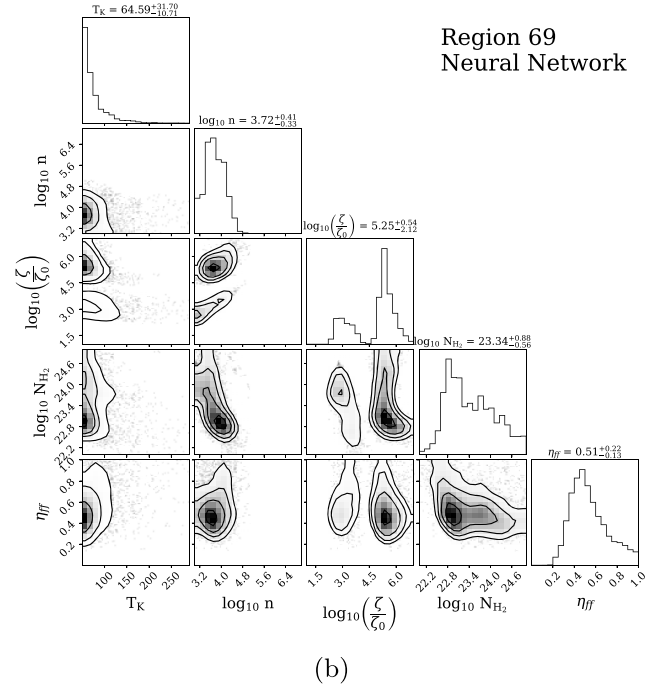 T_K = 64.59^{+31.70}_{-10.71}
Region 69
Neural Network
log₁₀ n = 3.72^{+0.41}_{-0.33}
log₁₀ n
6.4
5.6
4.8
4.0
3.2
log₁₀(ζ/ζ₀) = 5.25^{+0.54}_{-2.12}
log₁₀(ζ/ζ₀)
6.0
4.5
3.0
1.5
log₁₀ N_{H₂} = 23.34^{+0.88}_{-0.56}
log₁₀ N_{H₂}
24.6
24.0
23.4
22.8
22.2
η_{ff} = 0.51^{+0.22}_{-0.13}
η_{ff}
1.0
0.8
0.6
0.4
0.2
100 150 200 250 3.2 4.0 4.8 5.6 6.4 1.5 3.0 4.5 6.0 22.2 22.8 23.4 24.0 24.6 0.2 0.4 0.6 0.8 1.0
T_K log₁₀ n log₁₀(ζ/ζ₀) log₁₀ N_{H₂} η_{ff}
(b)